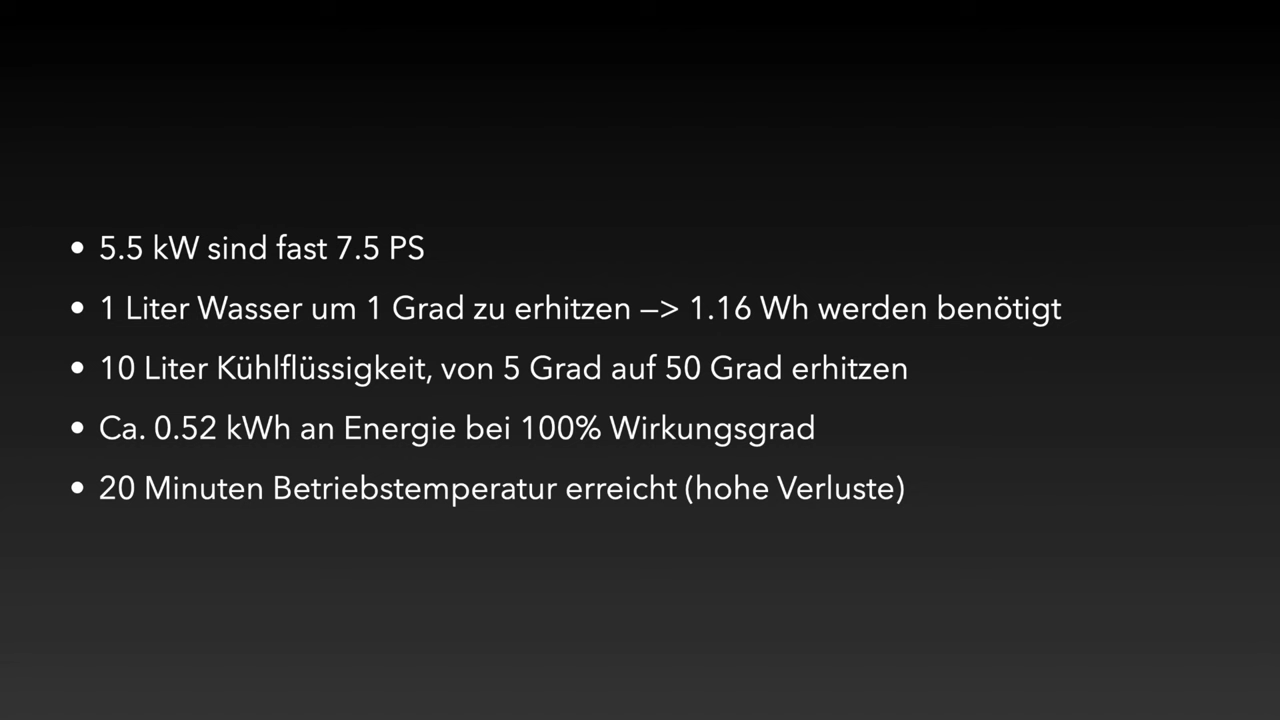 • 5.5 kW sind fast 7.5 PS
• 1 Liter Wasser um 1 Grad zu erhitzen —> 1.16 Wh werden benötigt
• 10 Liter Kühlflüssigkeit, von 5 Grad auf 50 Grad erhitzen
• Ca. 0.52 kWh an Energie bei 100% Wirkungsgrad
• 20 Minuten Betriebstemperatur erreicht (hohe Verluste)